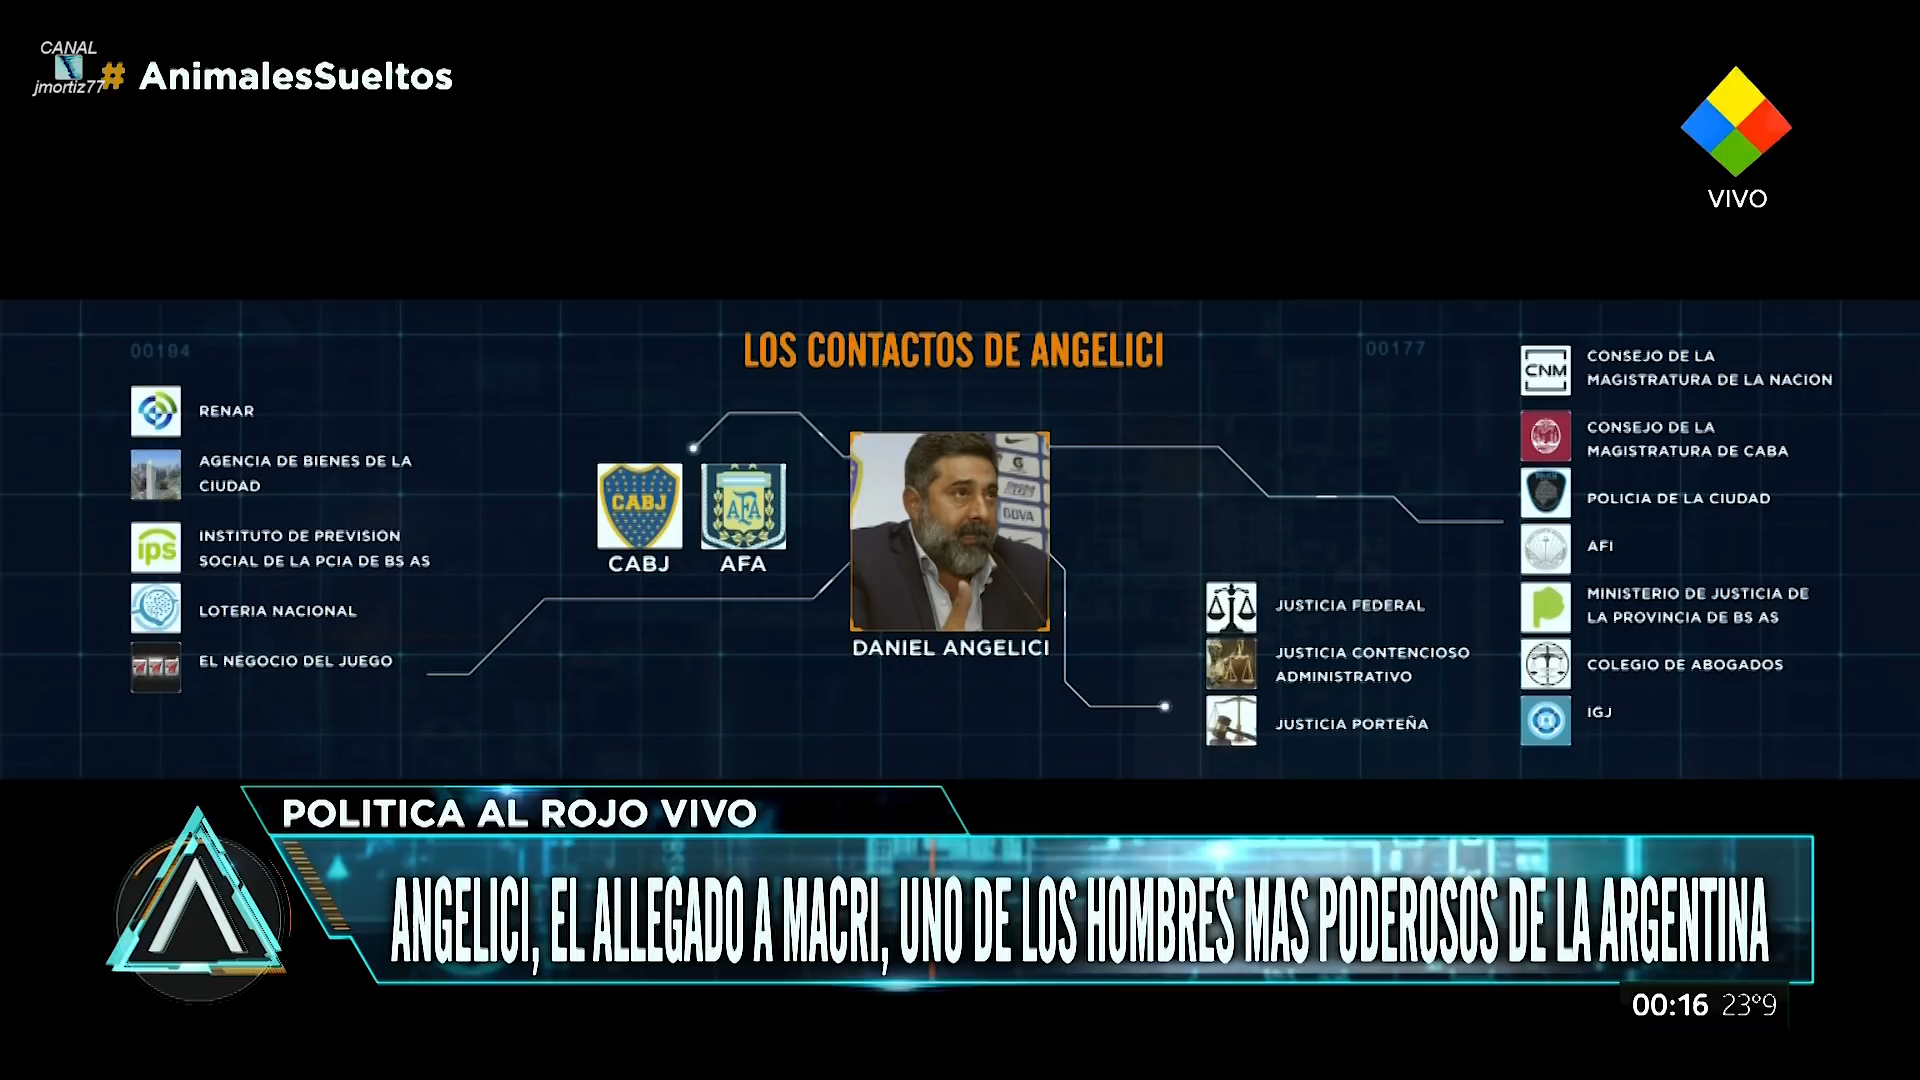 CANAL
jmortiz77
# AnimalesSueltos
VIVO
LOS CONTACTOS DE ANGELICI
00194
RENAR
AGENCIA DE BIENES DE LA
CIUDAD
ips
INSTITUTO DE PREVISION
SOCIAL DE LA PCIA DE BS AS
LOTERIA NACIONAL
EL NEGOCIO DEL JUEGO
CABJ
CABJ
AFA
AFA
BBVA
DANIEL ANGELICI
JUSTICIA FEDERAL
JUSTICIA CONTENCIOSO
ADMINISTRATIVO
JUSTICIA PORTEÑA
00177
CNM
CONSEJO DE LA
MAGISTRATURA DE LA NACION
CONSEJO DE LA
MAGISTRATURA DE CABA
POLICIA DE LA CIUDAD
AFI
MINISTERIO DE JUSTICIA DE
LA PROVINCIA DE BS AS
COLEGIO DE ABOGADOS
IGJ
POLITICA AL ROJO VIVO
ANGELICI, EL ALLEGADO A MACRI, UNO DE LOS HOMBRES MAS PODEROSOS DE LA ARGENTINA
00:16 23º9